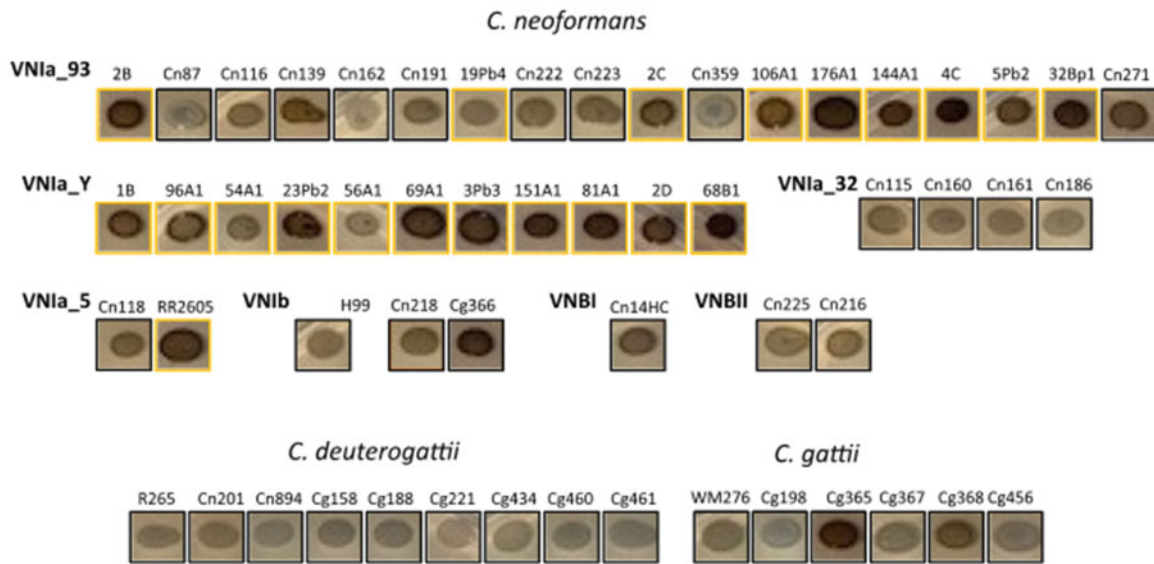 C. neoformans
VNIa_93 2B Cn87 Cn116 Cn139 Cn162 Cn191 19Pb4 Cn222 Cn223 2C Cn359 106A1 176A1 144A1 4C 5Pb2 32Bp1 Cn271
VNIa_Y 1B 96A1 54A1 23Pb2 56A1 69A1 3Pb3 151A1 81A1 2D 68B1 VNIa_32 Cn115 Cn160 Cn161 Cn186
VNIa_5 Cn118 RR2605 VNIb H99 Cn218 Cg366 VNBI Cn14HC VNBII Cn225 Cn216
C. deuterogattii C. gattii
R265 Cn201 Cn894 Cg158 Cg188 Cg221 Cg434 Cg460 Cg461 WM276 Cg198 Cg365 Cg367 Cg368 Cg456